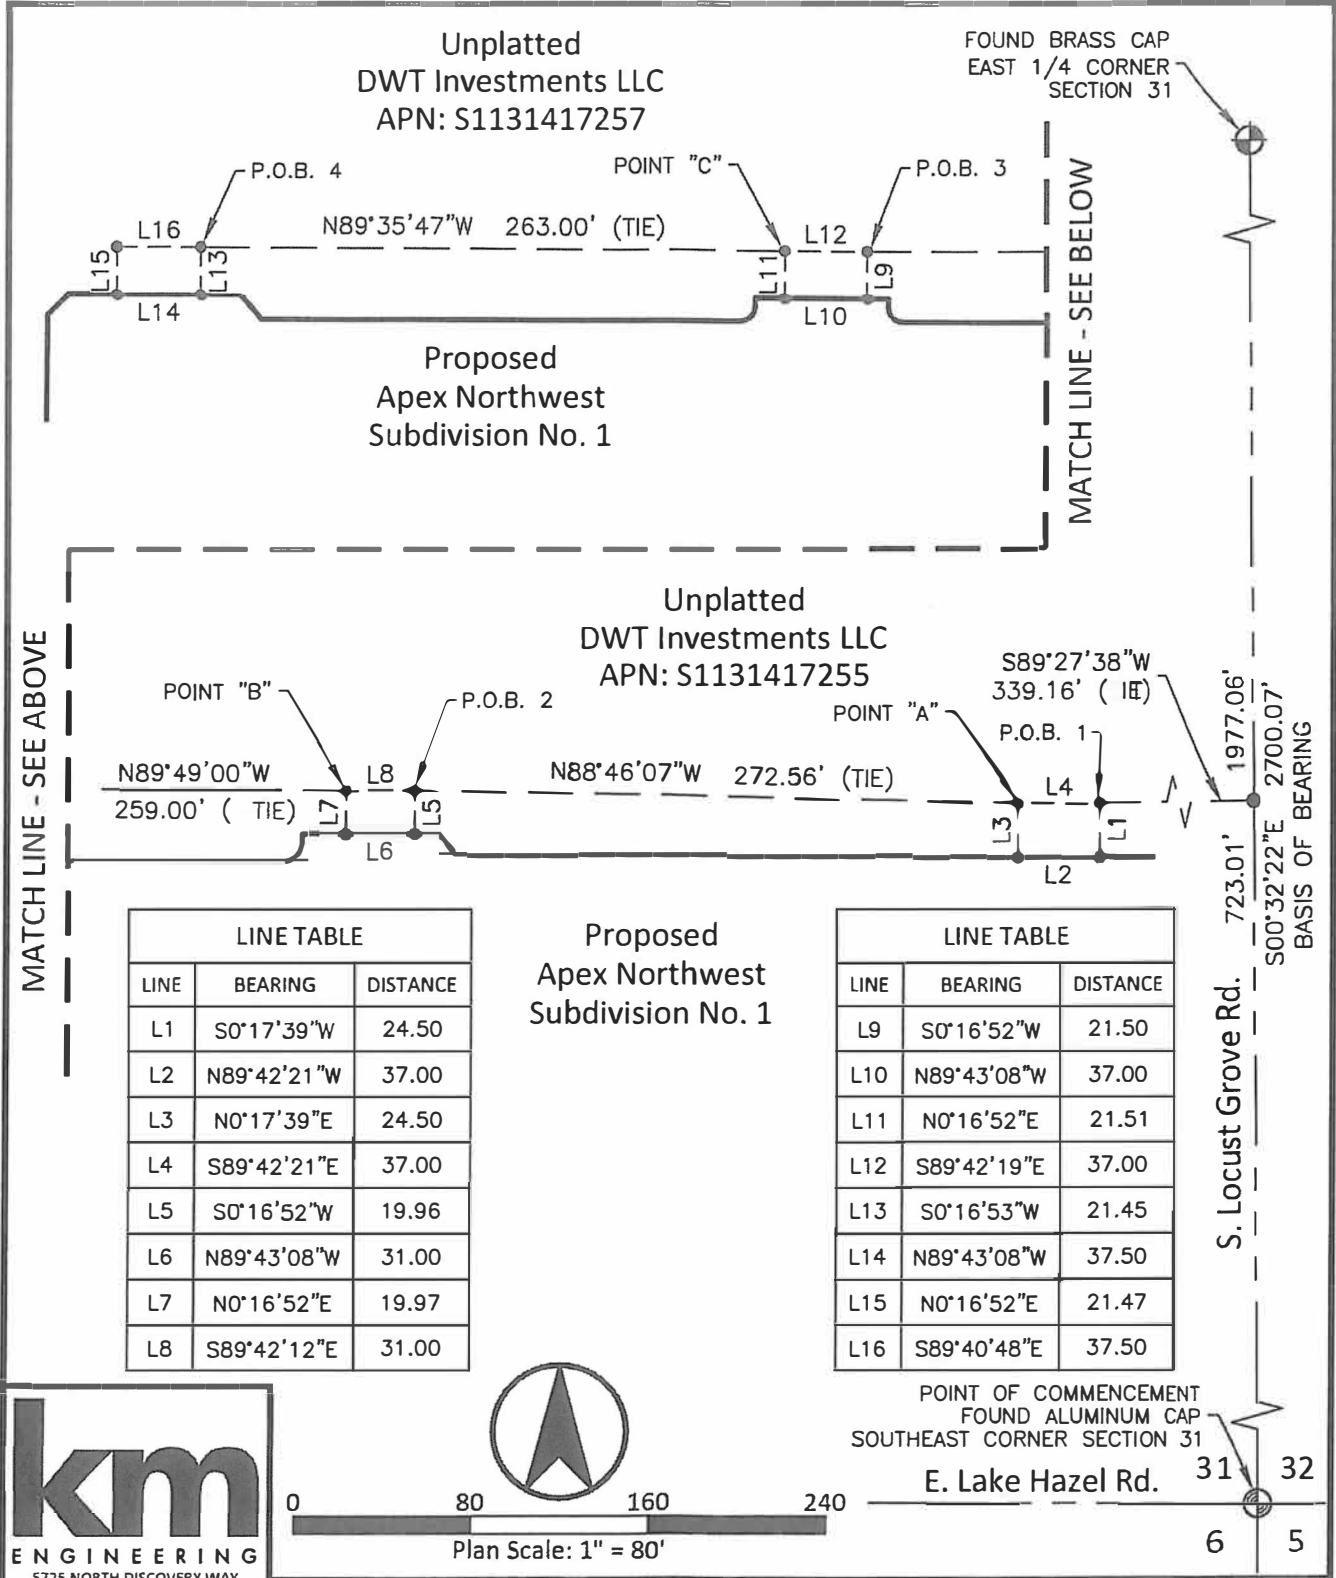 Unplatted
DWT Investments LLC
APN: S1131417257
FOUND BRASS CAP
EAST 1/4 CORNER
SECTION 31
P.O.B. 4
POINT "C"
P.O.B. 3
L16
N89°35'47"W 263.00' (TIE)
L12
L15
L13
L11
L9
L14
L10
Proposed
Apex Northwest
Subdivision No. 1
MATCH LINE - SEE BELOW
Unplatted
DWT Investments LLC
APN: S1131417255
S89°27'38"W
339.16' (TIE)
MATCH LINE - SEE ABOVE
POINT "B"
P.O.B. 2
POINT "A"
P.O.B. 1
N89°49'00"W
259.00' ( TIE)
L8
N88°46'07"W 272.56' (TIE)
L4
L7
L5
L3
L1
L6
L2
1977.06'
723.01'
S00°32'22"E 2700.07'
BASIS OF BEARING
Proposed
Apex Northwest
Subdivision No. 1
LINE TABLE
LINE BEARING DISTANCE
L1 S0°17'39"W 24.50
L2 N89°42'21"W 37.00
L3 N0°17'39"E 24.50
L4 S89°42'21"E 37.00
L5 S0°16'52"W 19.96
L6 N89°43'08"W 31.00
L7 N0°16'52"E 19.97
L8 S89°42'12"E 31.00
LINE TABLE
LINE BEARING DISTANCE
L9 S0°16'52"W 21.50
L10 N89°43'08"W 37.00
L11 N0°16'52"E 21.51
L12 S89°42'19"E 37.00
L13 S0°16'53"W 21.45
L14 N89°43'08"W 37.50
L15 N0°16'52"E 21.47
L16 S89°40'48"E 37.50
S. Locust Grove Rd.
POINT OF COMMENCEMENT
FOUND ALUMINUM CAP
SOUTHEAST CORNER SECTION 31
E. Lake Hazel Rd.
31 32
6 5
km
ENGINEERING
5725 NORTH DISCOVERY WAY
0 80 160 240
Plan Scale: 1" = 80'